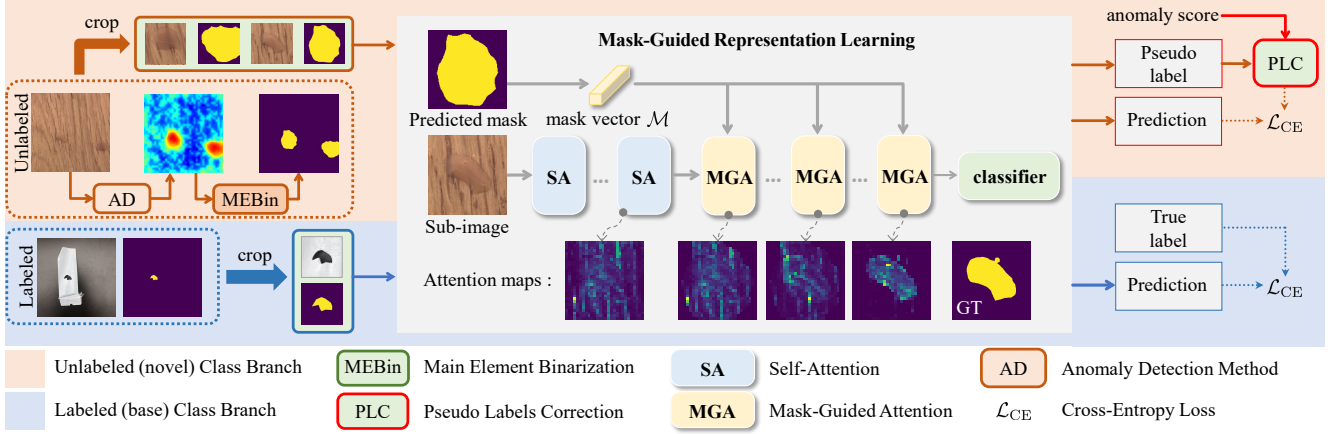 crop
Unlabeled
AD
MEBin
Labeled
crop
Mask-Guided Representation Learning
Predicted mask
mask vector ℳ
Sub-image
SA
...
SA
MGA
...
MGA
...
MGA
classifier
Attention maps :
GT
anomaly score
Pseudo
label
PLC
Prediction
ℒCE
True
label
Prediction
ℒCE
Unlabeled (novel) Class Branch
MEBin
Main Element Binarization
SA
Self-Attention
AD
Anomaly Detection Method
Labeled (base) Class Branch
PLC
Pseudo Labels Correction
MGA
Mask-Guided Attention
ℒCE
Cross-Entropy Loss